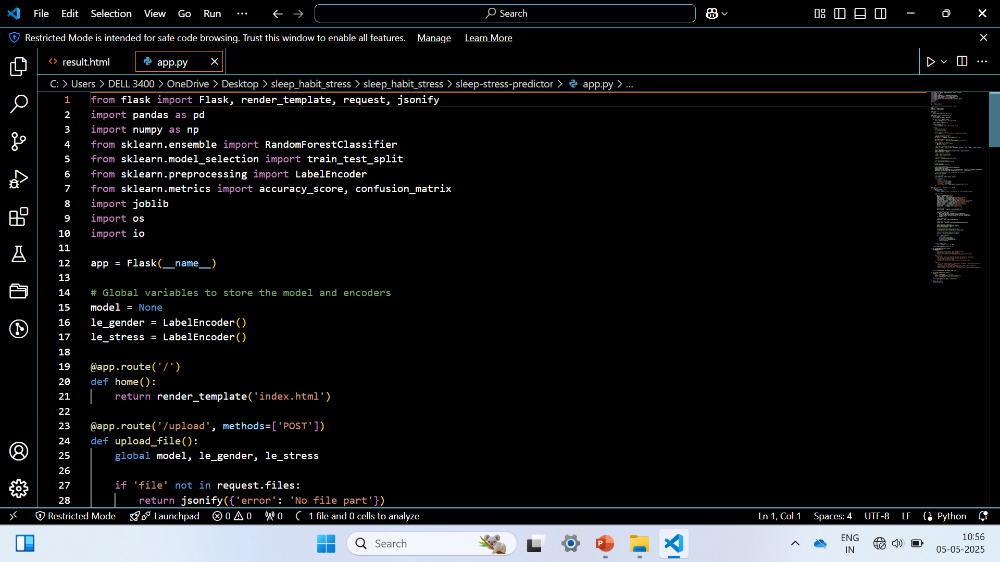 File Edit Selection View Go Run ··· Search
Restricted Mode is intended for safe code browsing. Trust this window to enable all features. Manage Learn More
result.html app.py
C: > Users > DELL 3400 > OneDrive > Desktop > sleep_habit_stress > sleep_habit_stress > sleep-stress-predictor > app.py > ...
1 from flask import Flask, render_template, request, jsonify
2 import pandas as pd
3 import numpy as np
4 from sklearn.ensemble import RandomForestClassifier
5 from sklearn.model_selection import train_test_split
6 from sklearn.preprocessing import LabelEncoder
7 from sklearn.metrics import accuracy_score, confusion_matrix
8 import joblib
9 import os
10 import io
11
12 app = Flask(__name__)
13
14 # Global variables to store the model and encoders
15 model = None
16 le_gender = LabelEncoder()
17 le_stress = LabelEncoder()
18
19 @app.route('/')
20 def home():
21     return render_template('index.html')
22
23 @app.route('/upload', methods=['POST'])
24 def upload_file():
25     global model, le_gender, le_stress
26
27     if 'file' not in request.files:
28         return jsonify({'error': 'No file part'})
Restricted Mode Launchpad 0 0 0 1 file and 0 cells to analyze Ln 1, Col 1 Spaces: 4 UTF-8 LF {} Python
Search P ENG IN 10:56 05-05-2025